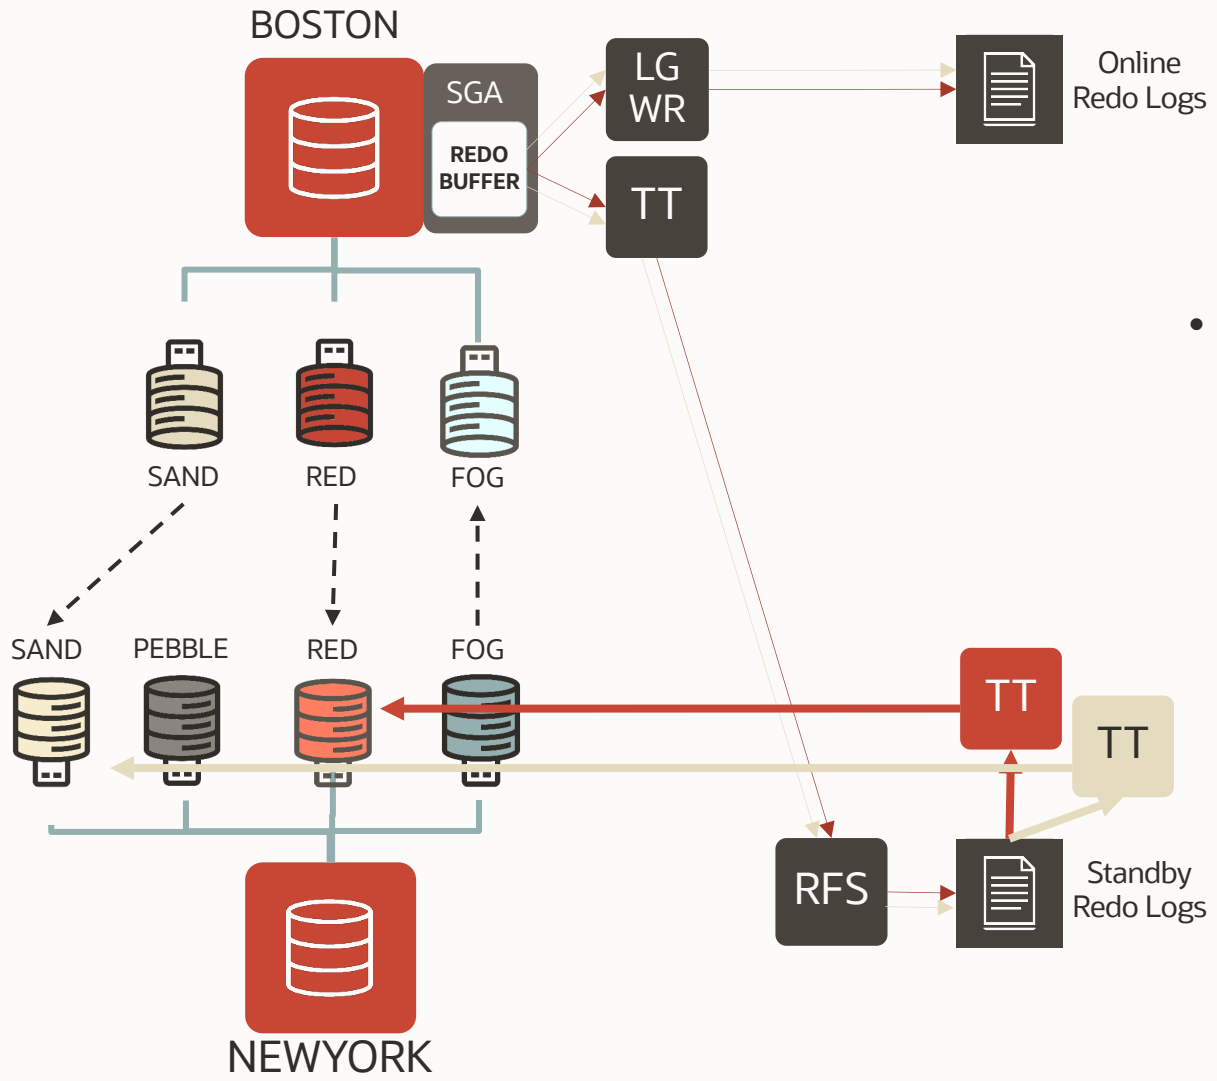 BOSTON
SGA
REDO
BUFFER
LG
WR
TT
Online
Redo Logs
•
SAND
RED
FOG
SAND
PEBBLE
RED
FOG
TT
TT
RFS
Standby
Redo Logs
NEWYORK